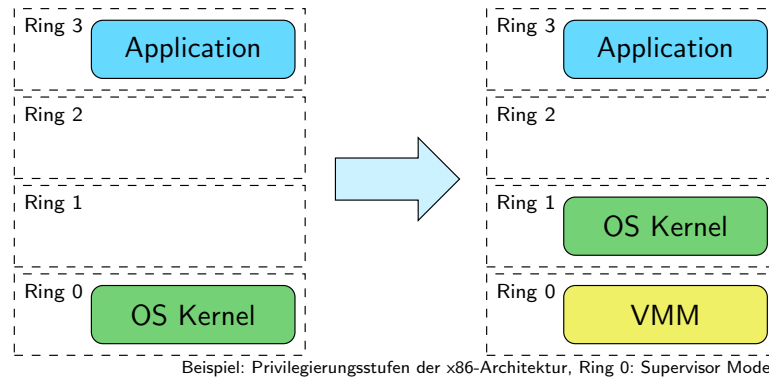 Ring 3
Application
Ring 2
Ring 1
Ring 0
OS Kernel
Ring 3
Application
Ring 2
Ring 1
OS Kernel
Ring 0
VMM
Beispiel: Privilegierungsstufen der x86-Architektur, Ring 0: Supervisor Mode